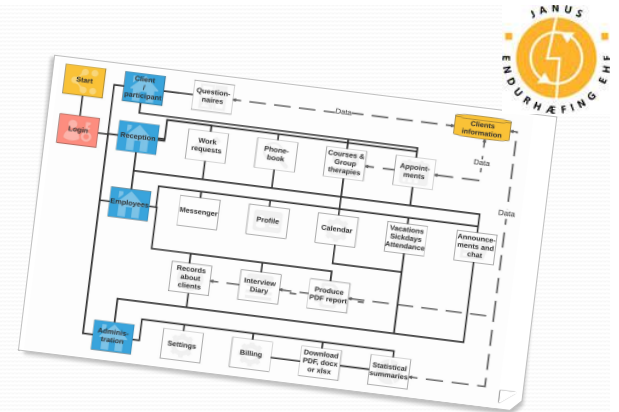 JANUS
ENDURHÆFING EHF
Start
Client
/
participant
Question-
naires
Data
Clients
information
Login
Reception
Work
requests
Phone-
book
Courses &
Group
therapies
Appoint-
ments
Data
Employees
Messenger
Profile
Calendar
Vacations
Sickdays
Attendance
Announce-
ments and
chat
Data
Records
about
clients
Interview
Diary
Produce
PDF report
Adminis-
tration
Settings
Billing
Download
PDF, docx
or xlsx
Statistical
summaries